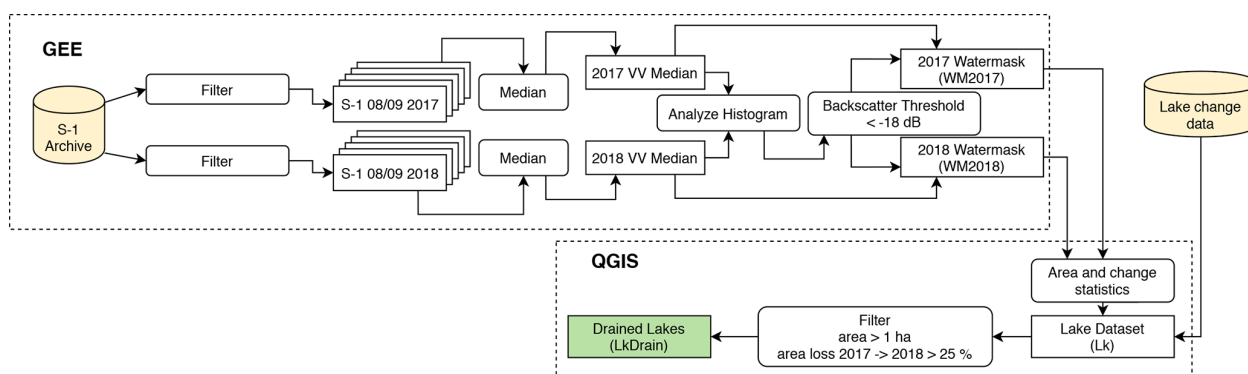 GEE
S-1
Archive
Filter
Filter
S-1 08/09 2017
S-1 08/09 2018
Median
Median
2017 VV Median
2018 VV Median
Analyze Histogram
Backscatter Threshold
< -18 dB
2017 Watermask
(WM2017)
2018 Watermask
(WM2018)
Lake change
data
QGIS
Area and change
statistics
Lake Dataset
(Lk)
Filter
area > 1 ha
area loss 2017 -> 2018 > 25 %
Drained Lakes
(LkDrain)